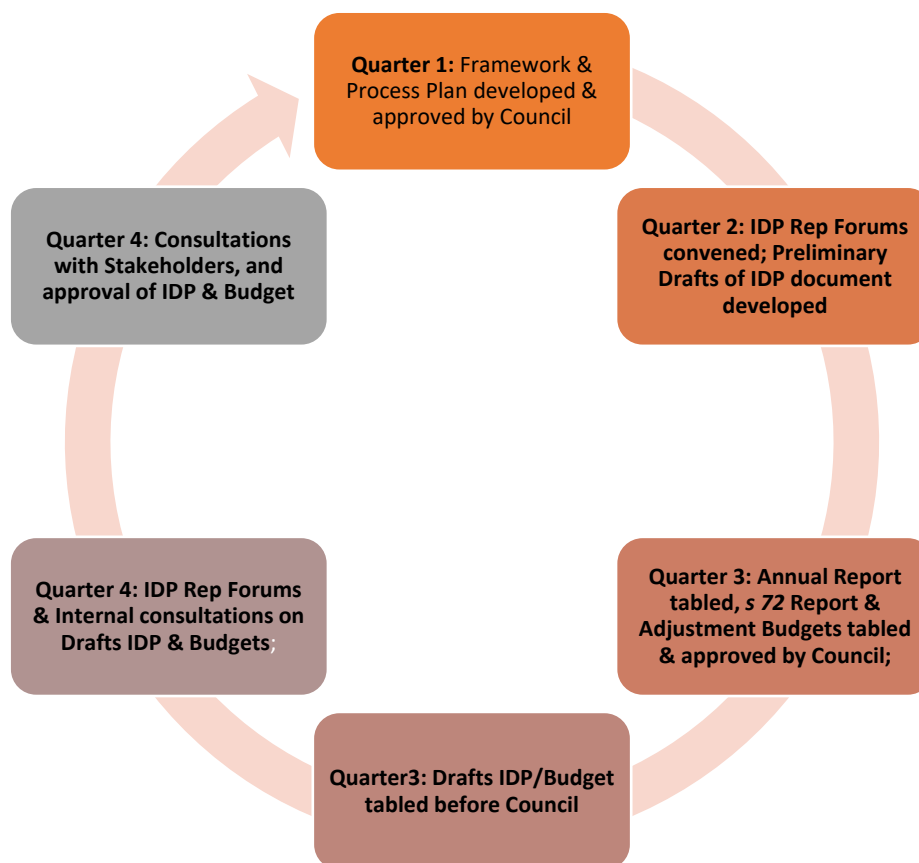 Quarter 1: Framework &
Process Plan developed &
approved by Council
Quarter 2: IDP Rep Forums
convened; Preliminary
Drafts of IDP document
developed
Quarter 3: Annual Report
tabled, s 72 Report &
Adjustment Budgets tabled
& approved by Council;
Quarter3: Drafts IDP/Budget
tabled before Council
Quarter 4: IDP Rep Forums
& Internal consultations on
Drafts IDP & Budgets;
Quarter 4: Consultations
with Stakeholders, and
approval of IDP & Budget